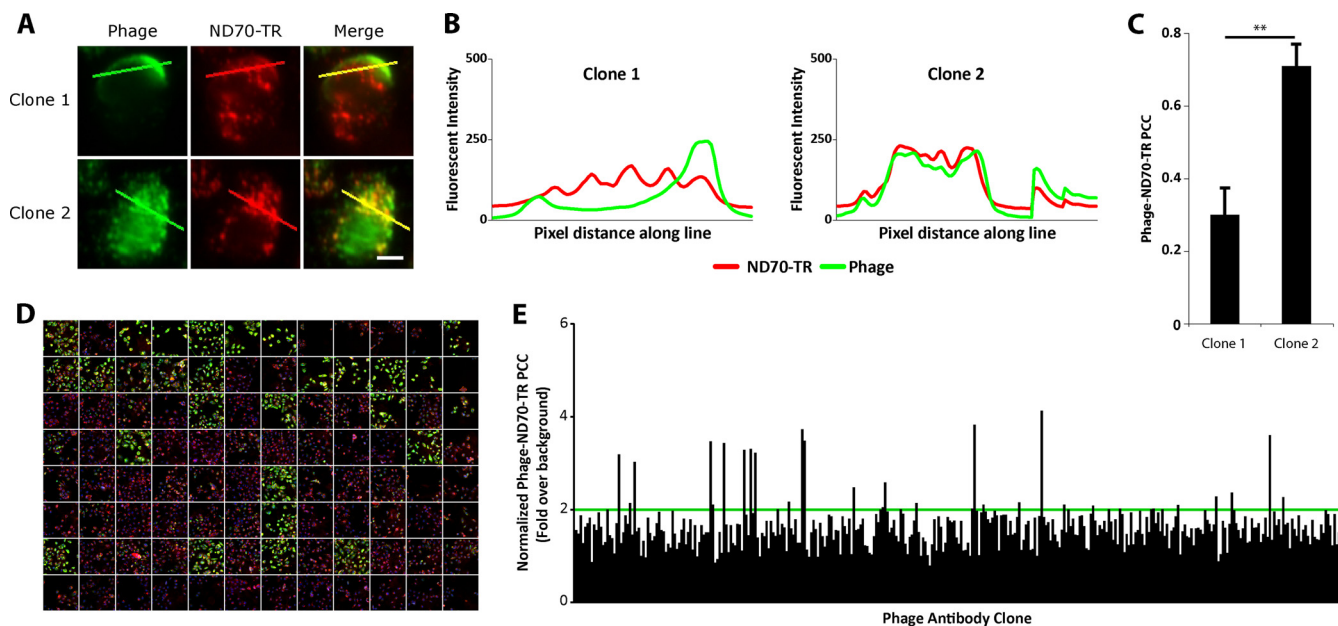 A
Phage
ND70-TR
Merge
Clone 1
Clone 2
B
500
250
0
Fluorescent Intensity
Clone 1
Pixel distance along line
500
250
0
Fluorescent Intensity
Clone 2
Pixel distance along line
ND70-TR
Phage
C
**
0.8
0.6
0.4
0.2
0
Phage-ND70-TR PCC
Clone 1
Clone 2
D
E
6
4
2
0
Normalized Phage-ND70-TR PCC
(Fold over background)
Phage Antibody Clone